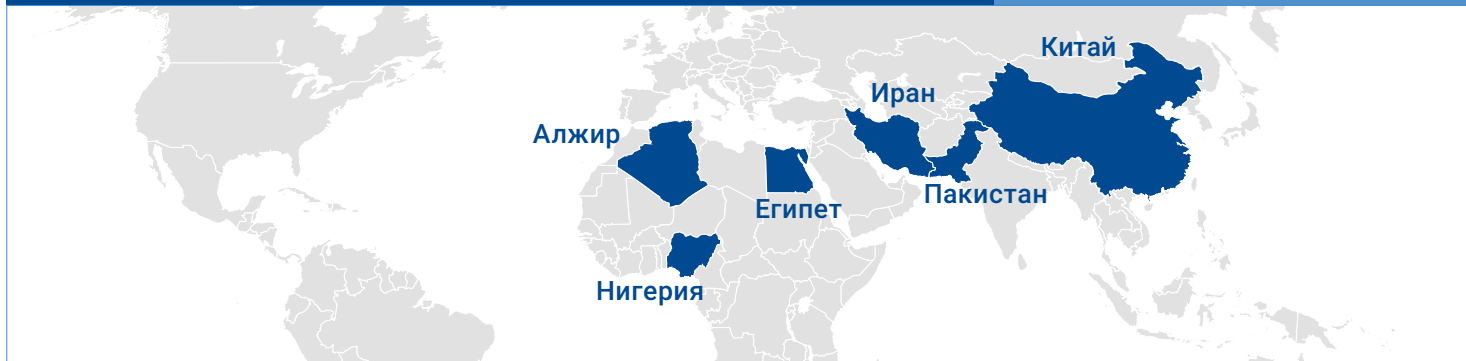 Китай
Иран
Алжир
Пакистан
Египет
Нигерия